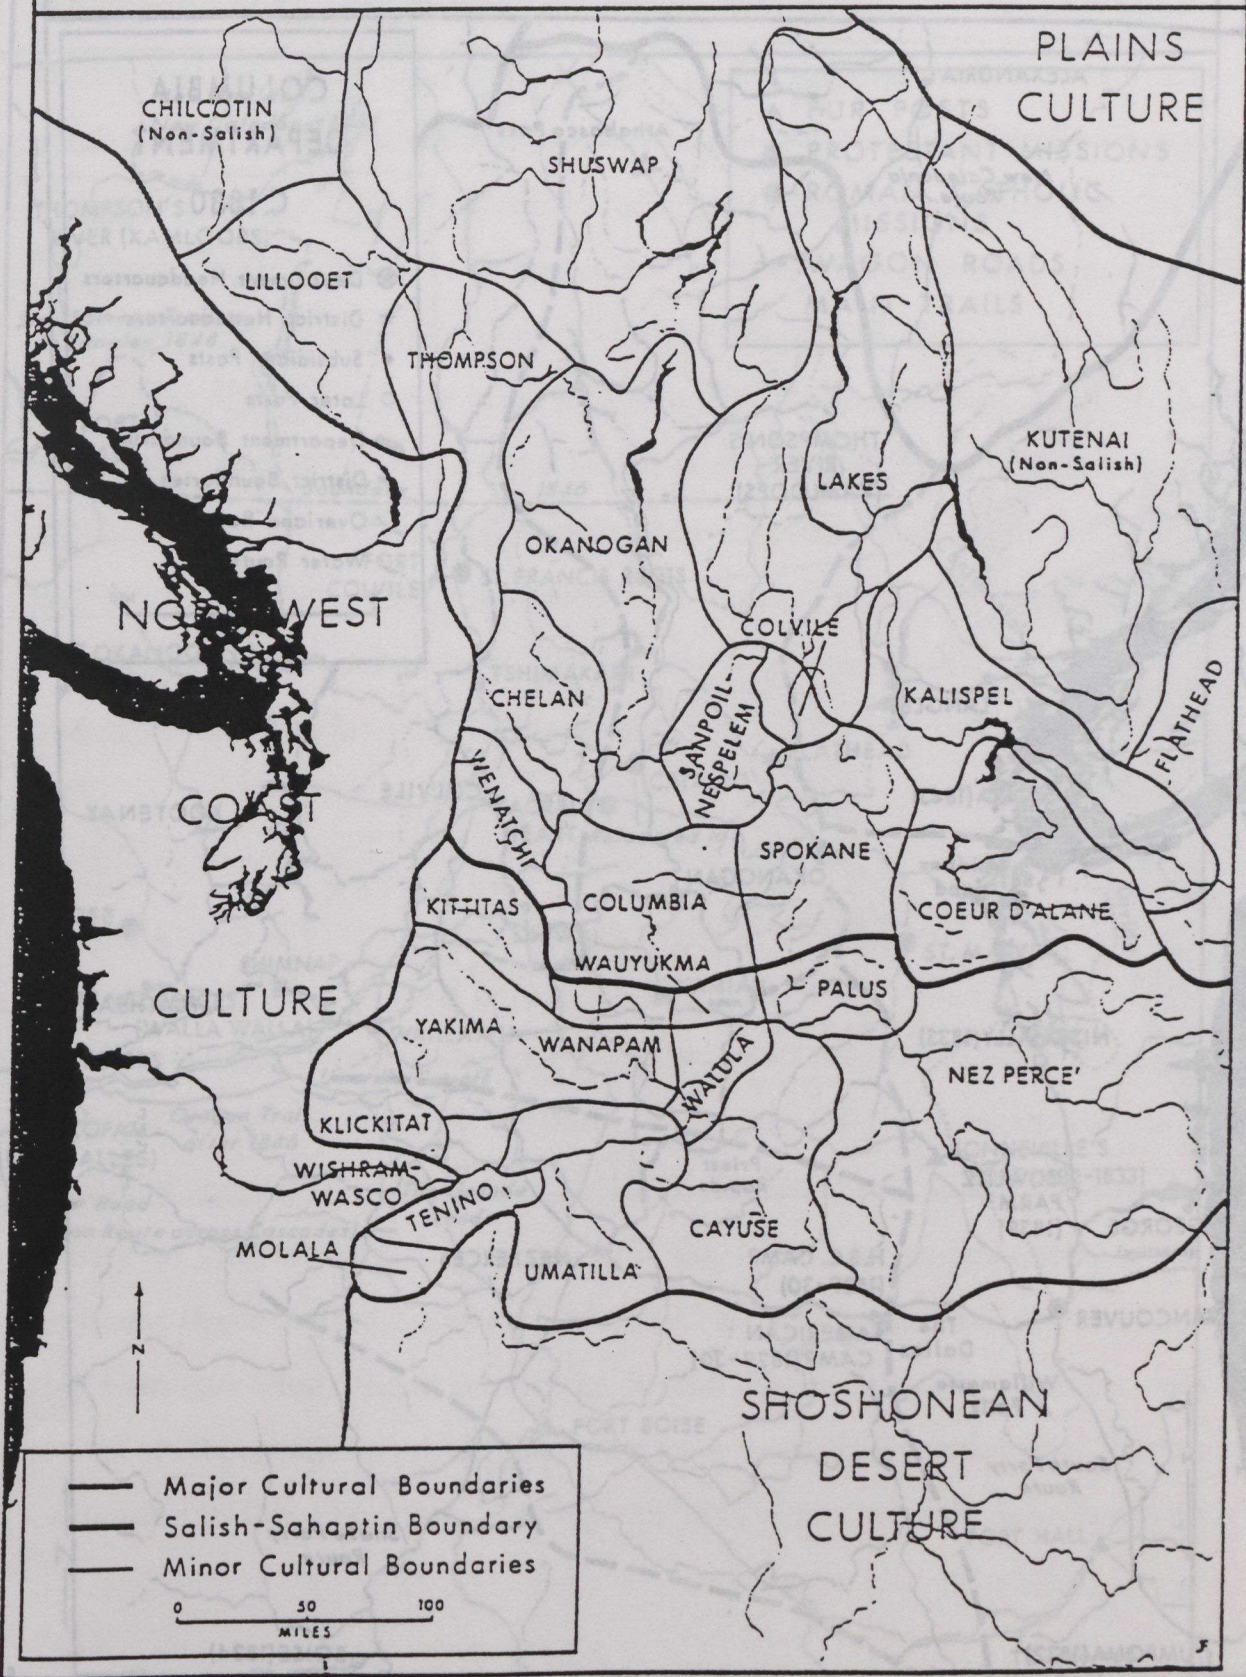 PLAINS
CULTURE
CHILCOTIN
(Non-Salish)
SHUSWAP
LILLOOET
THOMPSON
KUTENAI
(Non-Salish)
LAKES
OKANOGAN
NORTHWEST
COAST
CULTURE
COLVILE
CHELAN
SANPOIL-
NESPELEM
KALISPEL
FLATHEAD
WENATCHI
SPOKANE
KITTITAS
COLUMBIA
COEUR D'ALANE
WAUYUKMA
PALUS
YAKIMA
WANAPAM
WALULA
NEZ PERCE'
KLICKITAT
WISHRAM-
WASCO
TENINO
CAYUSE
MOLALA
UMATILLA
N
SHOSHONEAN
DESERT
CULTURE
Major Cultural Boundaries
Salish-Sahaptin Boundary
Minor Cultural Boundaries
0 50 100
MILES